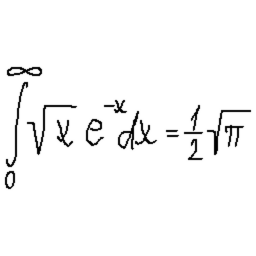 ∫₀^∞ √x e^{-x} dx = 1/2 √π